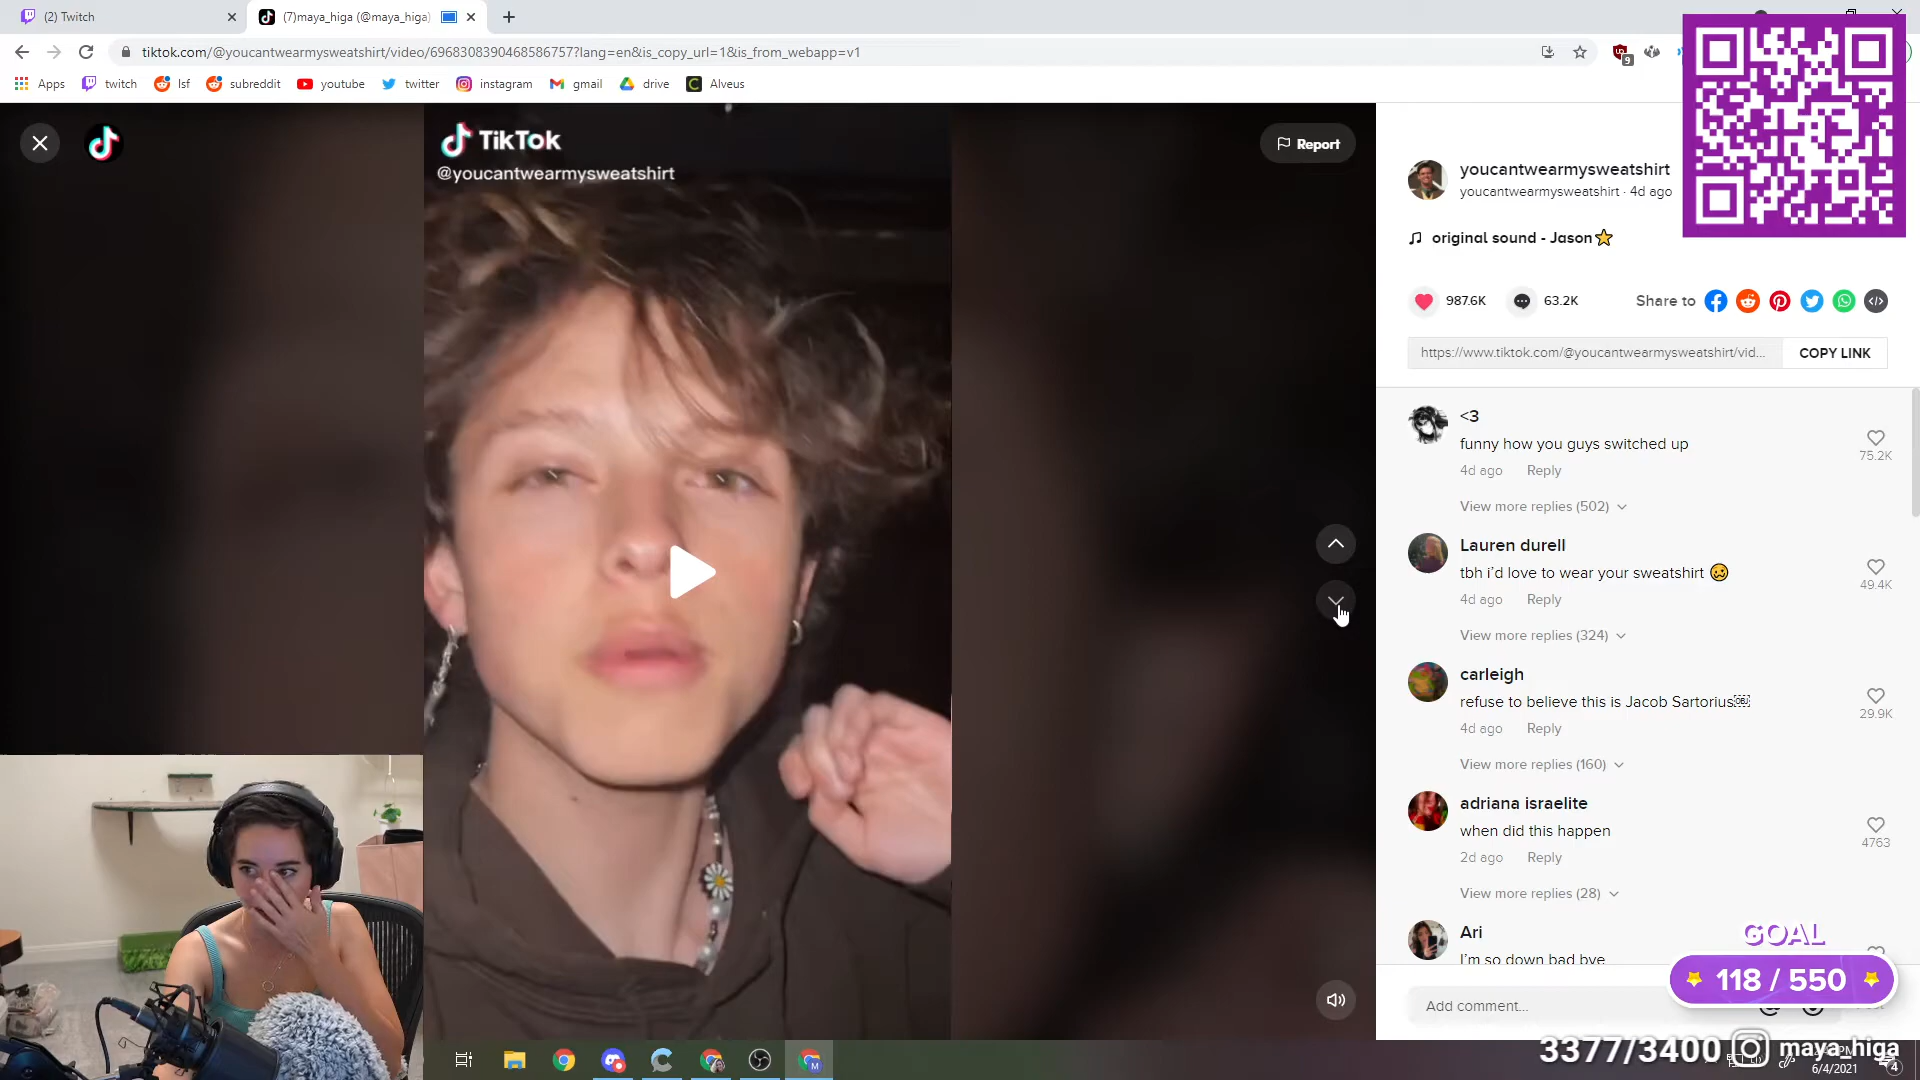 (2) Twitch
(7)maya_higa (@maya_higa)
tiktok.com/@youcantwearmysweatshirt/video/6968308390468586757?lang=en&is_copy_url=1&is_from_webapp=v1
9
Apps
twitch
lsf
subreddit
youtube
twitter
instagram
gmail
drive
Alveus
TikTok
@youcantwearmysweatshirt
Report
youcantwearmysweatshirt
youcantwearmysweatshirt · 4d ago
original sound - Jason⭐
987.6K
63.2K
Share to
https://www.tiktok.com/@youcantwearmysweatshirt/vid...
COPY LINK
<3
funny how you guys switched up
75.2K
4d ago
Reply
View more replies (502)
Lauren durell
tbh i'd love to wear your sweatshirt 🥴
49.4K
4d ago
Reply
View more replies (324)
carleigh
refuse to believe this is Jacob Sartorius
29.9K
4d ago
Reply
View more replies (160)
adriana israelite
when did this happen
4763
2d ago
Reply
View more replies (28)
Ari
I'm so down bad bye
GOAL
118 / 550
Add comment...
3377/3400
maya_higa
6/4/2021
4